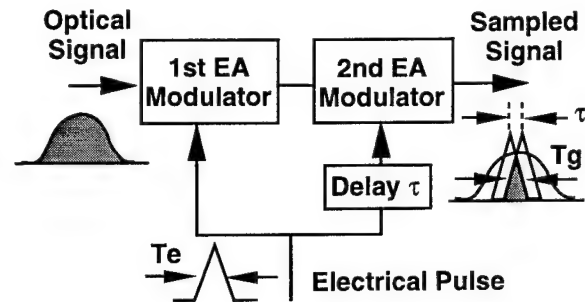 Optical
Signal
1st EA
Modulator
2nd EA
Modulator
Sampled
Signal
τ
Tg
Delay τ
Te
Electrical Pulse